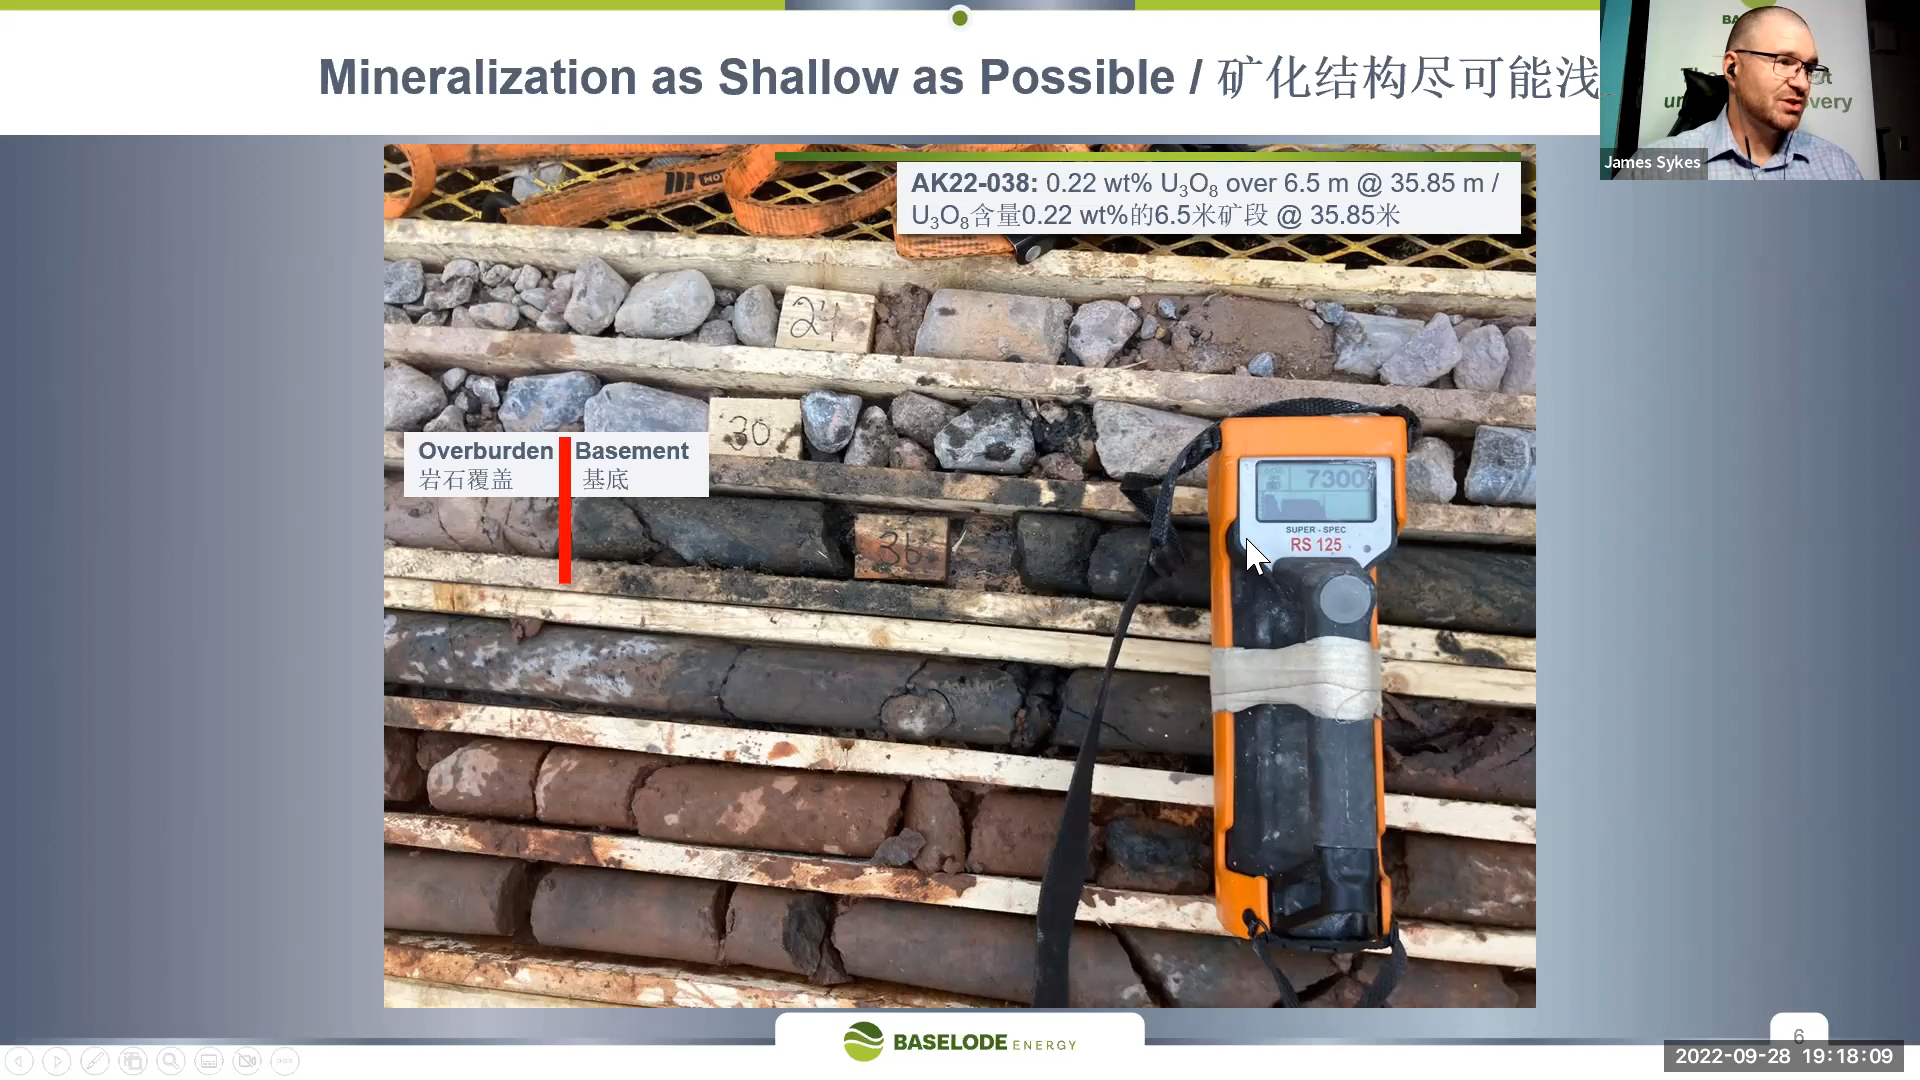 Mineralization as Shallow as Possible / 矿化结构尽可能浅
James Sykes
AK22-038: 0.22 wt% U₃O₈ over 6.5 m @ 35.85 m /
U₃O₈含量0.22 wt%的6.5米矿段 @ 35.85米
24
30
Overburden Basement
岩石覆盖 基底
36
7300
SUPER - SPEC
RS 125
BASELODE ENERGY
6
2022-09-28 19:18:09